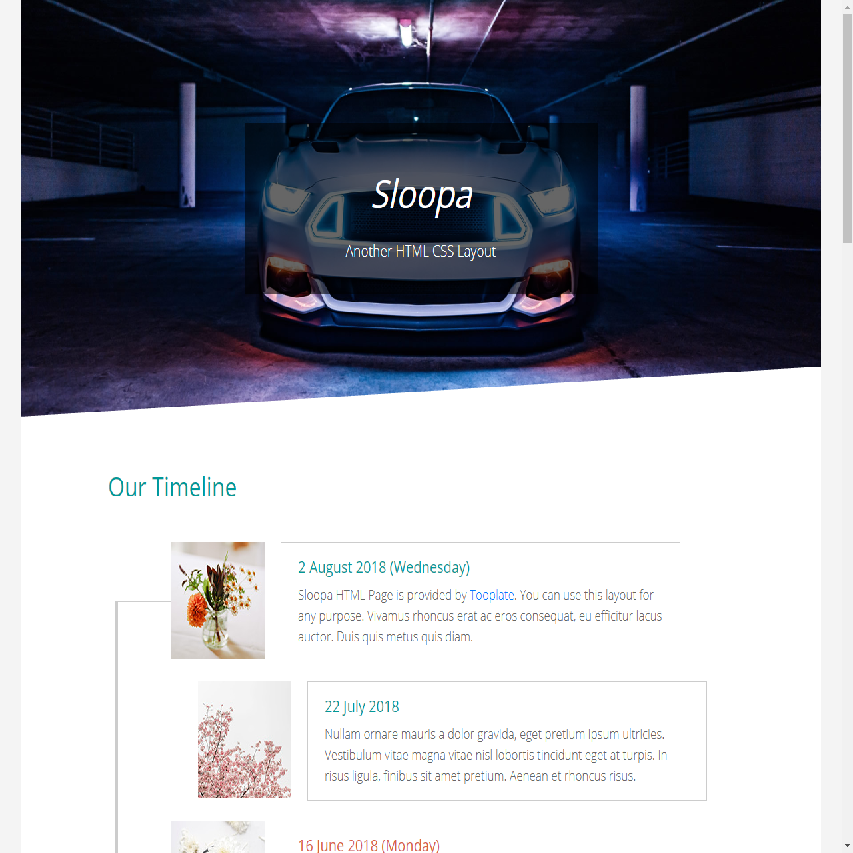 Sloopa
Another HTML CSS Layout
Our Timeline
2 August 2018 (Wednesday)
Sloopa HTML Page is provided by Tooplate. You can use this layout for
any purpose. Vivamus rhoncus erat ac eros consequat, eu efficitur lacus
auctor. Duis quis metus quis diam.
22 July 2018
Nullam ornare mauris a dolor gravida, eget pretium ipsum ultricies.
Vestibulum vitae magna vitae nisl lobortis tincidunt eget at turpis. In
risus ligula, finibus sit amet pretium. Aenean et rhoncus risus.
16 June 2018 (Monday)